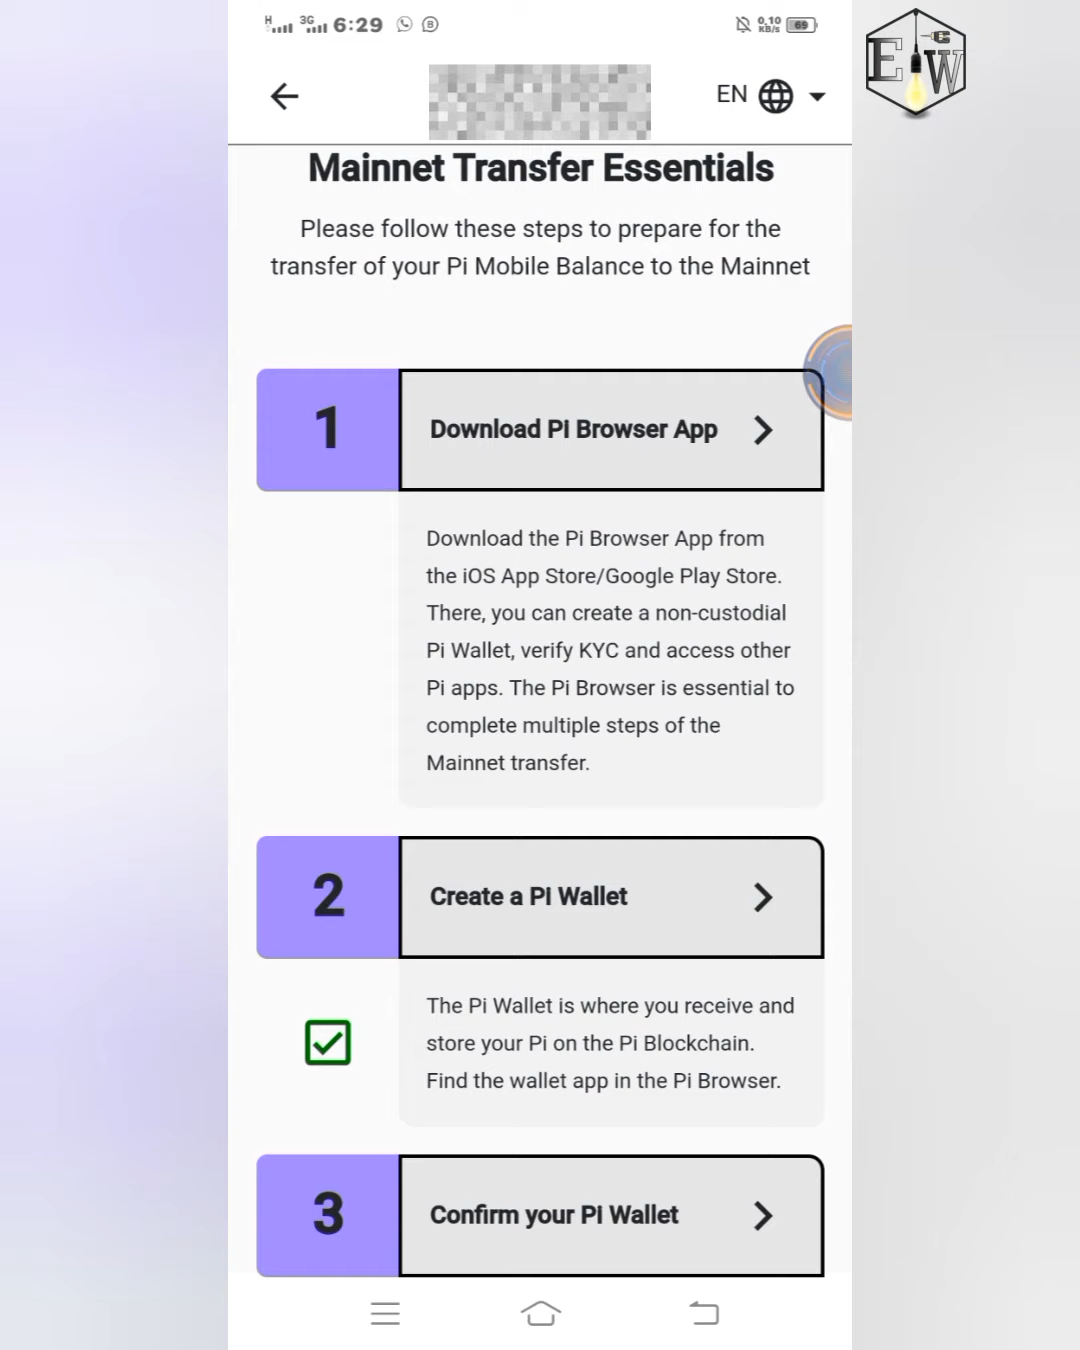 H 3G 6:29 B 0.10 KB/s 69
E W
EN
Mainnet Transfer Essentials
Please follow these steps to prepare for the
transfer of your Pi Mobile Balance to the Mainnet
1
Download Pi Browser App
Download the Pi Browser App from
the iOS App Store/Google Play Store.
There, you can create a non-custodial
Pi Wallet, verify KYC and access other
Pi apps. The Pi Browser is essential to
complete multiple steps of the
Mainnet transfer.
2
Create a Pi Wallet
The Pi Wallet is where you receive and
store your Pi on the Pi Blockchain.
Find the wallet app in the Pi Browser.
3
Confirm your Pi Wallet